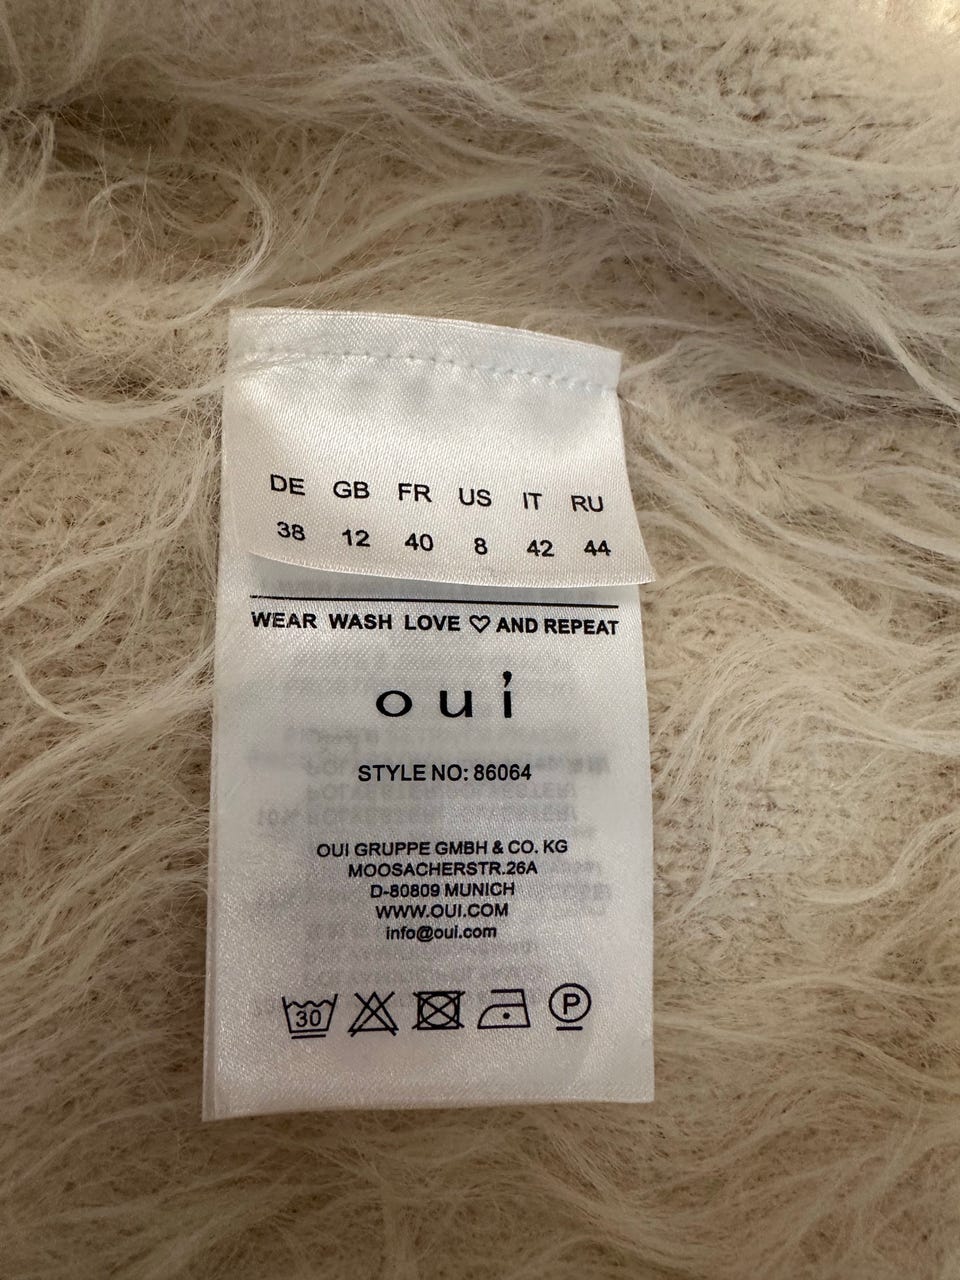 DE GB FR US IT RU
38 12 40 8 42 44
WEAR WASH LOVE ♡ AND REPEAT
oui
STYLE NO: 86064
OUI GRUPPE GMBH & CO. KG
MOOSACHERSTR.26A
D-80809 MUNICH
WWW.OUI.COM
info@oui.com
30 P